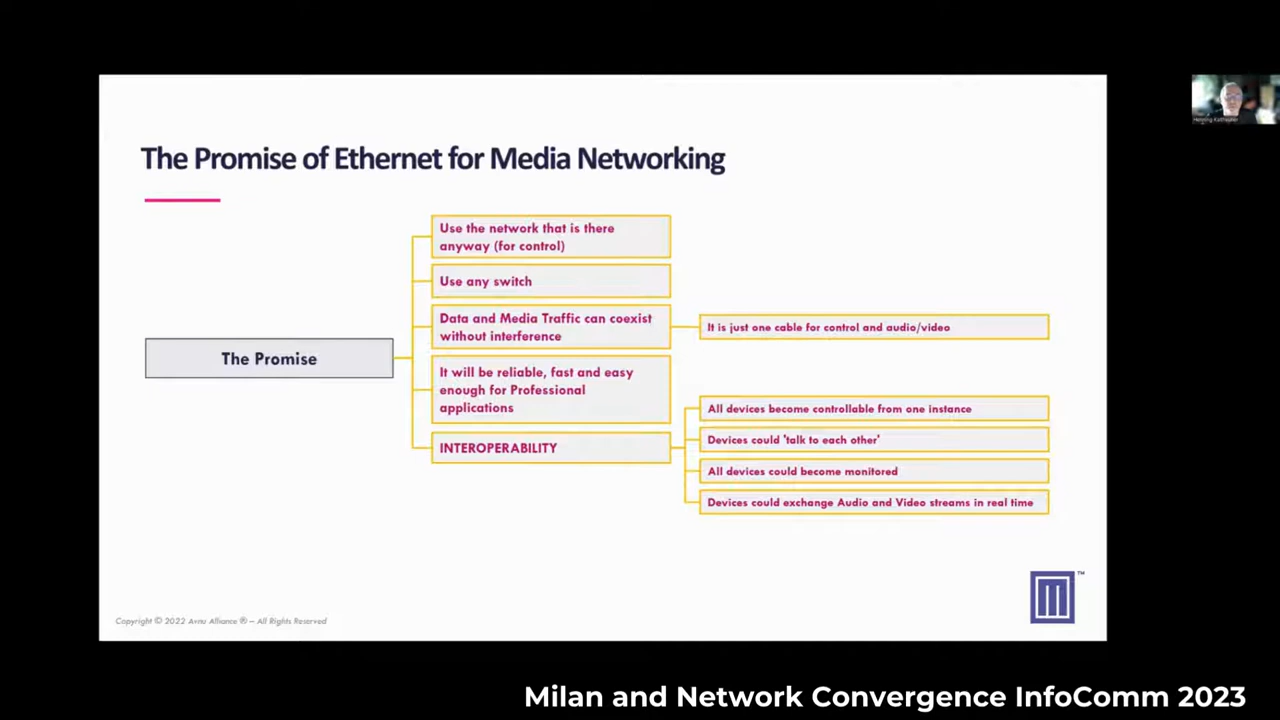 The Promise of Ethernet for Media Networking
The Promise
Use the network that is there
anyway (for control)
Use any switch
Data and Media Traffic can coexist
without interference
It is just one cable for control and audio/video
It will be reliable, fast and easy
enough for Professional
applications
INTEROPERABILITY
All devices become controllable from one instance
Devices could 'talk to each other'
All devices could become monitored
Devices could exchange Audio and Video streams in real time
TM
Copyright © 2022 Avnu Alliance ® – All Rights Reserved
Milan and Network Convergence InfoComm 2023